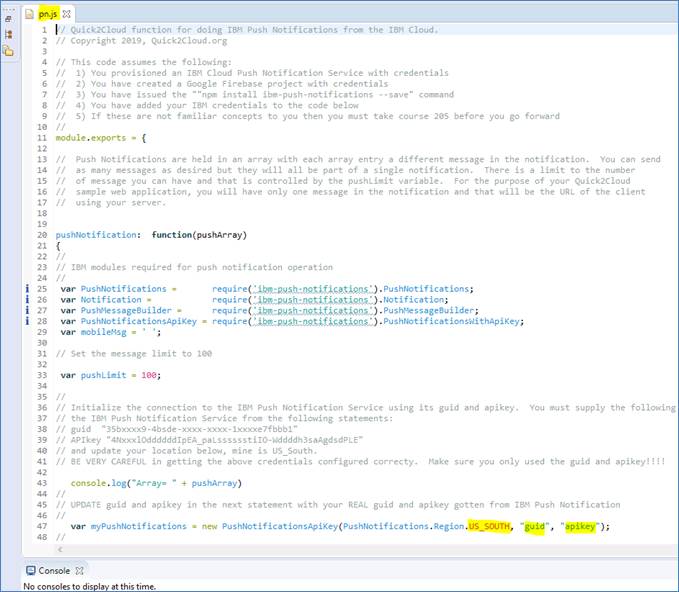 pn.js
1 // Quick2Cloud function for doing IBM Push Notifications from the IBM Cloud.
2 // Copyright 2019, Quick2Cloud.org
3
4 // This code assumes the following:
5 //  1) You provisioned an IBM Cloud Push Notification Service with credentials
6 //  2) You have created a Google Firebase project with credentials
7 //  3) You have issued the ""npm install ibm-push-notifications --save" command
8 //  4) You have added your IBM credentials to the code below
9 //  5) If these are not familiar concepts to you then you must take course 205 before you go forward
10 //
11 module.exports = {
12
13 //  Push Notifications are held in an array with each array entry a different message in the notification.  You can send
14 //  as many messages as desired but they will all be part of a single notification.  There is a limit to the number
15 //  of message you can have and that is controlled by the pushLimit variable.  For the purpose of your Quick2Cloud
16 //  sample web application, you will have only one message in the notification and that will be the URL of the client
17 //  using your server.
18
19
20 pushNotification:  function(pushArray)
21 {
22 //
23 // IBM modules required for push notification operation
24 //
25 var PushNotifications =       require('ibm-push-notifications').PushNotifications;
26 var Notification =            require('ibm-push-notifications').Notification;
27 var PushMessageBuilder =      require('ibm-push-notifications').PushMessageBuilder;
28 var PushNotificationsApiKey = require('ibm-push-notifications').PushNotificationsWithApiKey;
29 var mobileMsg = ' ';
30
31 // Set the message limit to 100
32
33 var pushLimit = 100;
34
35 //
36 // Initialize the connection to the IBM Push Notification Service using its guid and apikey.  You must supply the following
37 // the IBM Push Notification Service from the following statements:
38 // guid  "35bxxxx9-4bsde-xxxx-xxxx-1xxxxe7fbbb1"
39 // APIkey "4NxxxlOddddddIpEA_paLsssssstiIO-Wddddh3saAgdsdPLE"
40 // and update your location below, mine is US_South.
41 // BE VERY CAREFUL in getting the above credentials configured correcty.  Make sure you only used the guid and apikey!!!!
42
43 console.log("Array= " + pushArray)
44 //
45 // UPDATE guid and apikey in the next statement with your REAL guid and apikey gotten from IBM Push Notification
46 //
47 var myPushNotifications = new PushNotificationsApiKey(PushNotifications.Region.US_SOUTH, "guid", "apikey");
48 //
Console
No consoles to display at this time.